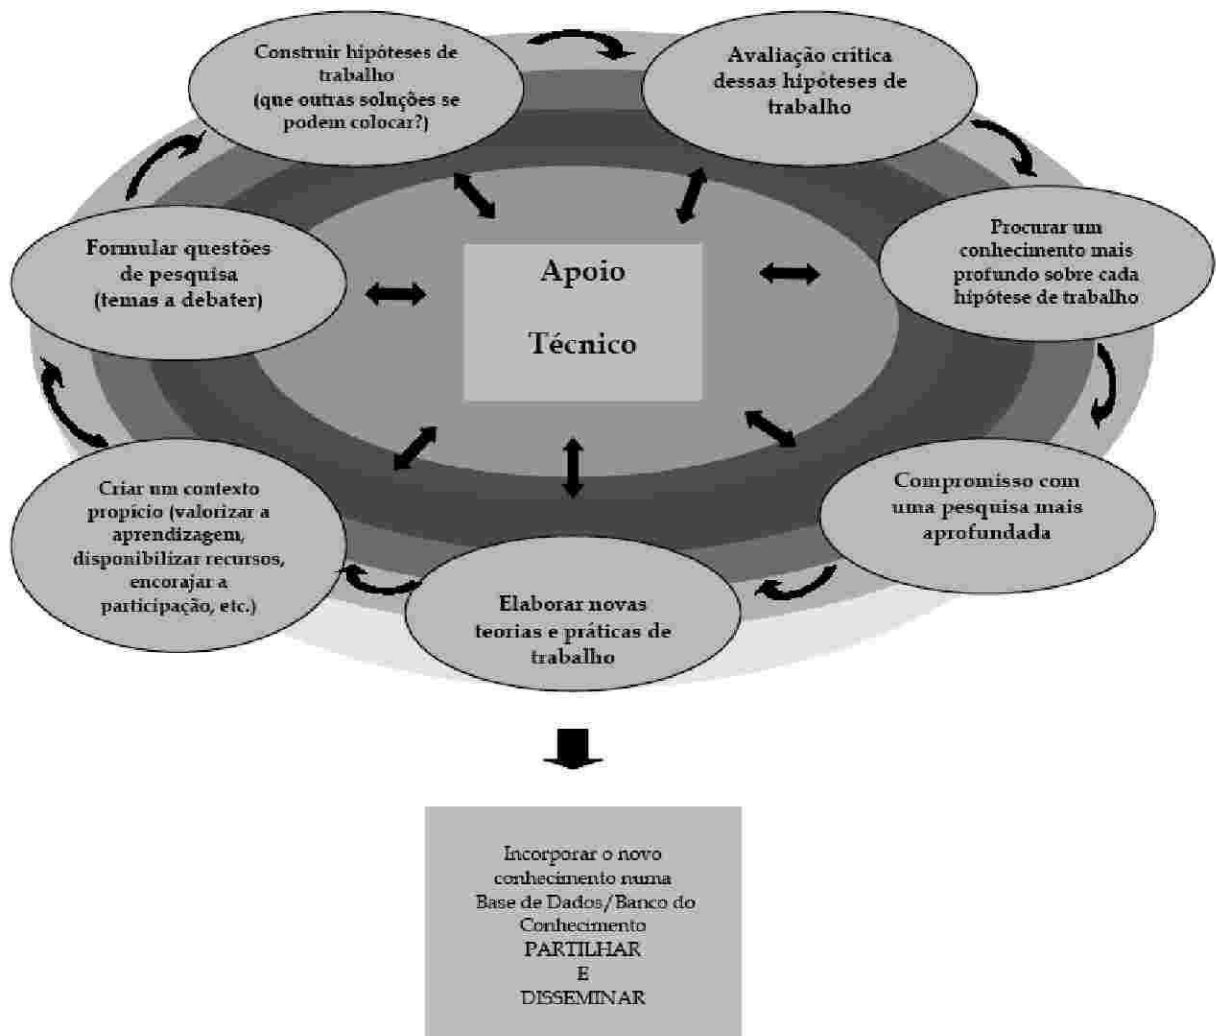 Construir hipóteses de
trabalho
(que outras soluções se
podem colocar?)
Avaliação crítica
dessas hipóteses de
trabalho
Formular questões
de pesquisa
(temas a debater)
Apoio
Técnico
Procurar um
conhecimento mais
profundo sobre cada
hipótese de trabalho
Criar um contexto
propício (valorizar a
aprendizagem,
disponibilizar recursos,
encorajar a
participação, etc.)
Compromisso com
uma pesquisa mais
aprofundada
Elaborar novas
teorias e práticas de
trabalho
Incorporar o novo
conhecimento numa
Base de Dados/Banco do
Conhecimento
PARTILHAR
E
DISSEMINAR